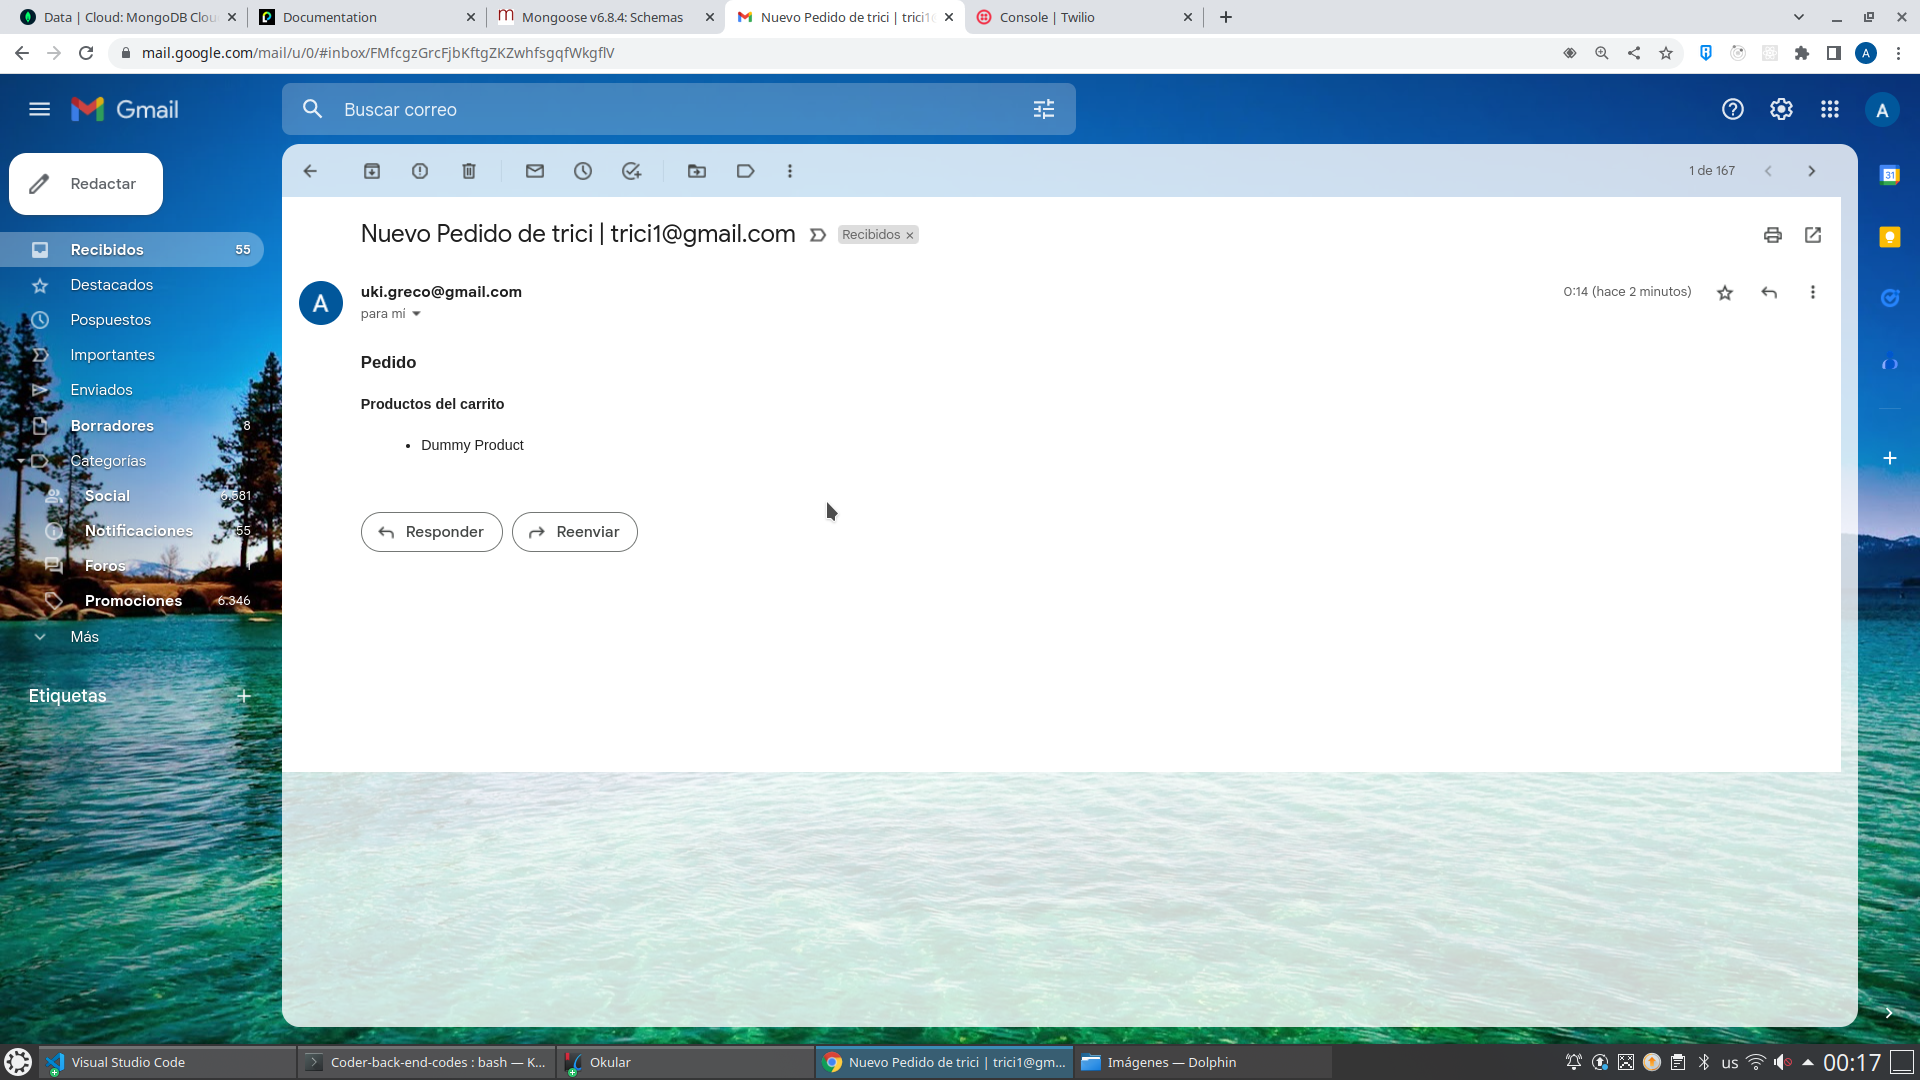 Data | Cloud: MongoDB Clou
Documentation
Mongoose v6.8.4: Schemas
Nuevo Pedido de trici | trici1
Console | Twilio
mail.google.com/mail/u/0/#inbox/FMfcgzGrcFjbKftgZKZwhfsgqfWkgflV
A
Gmail
Buscar correo
A
Redactar
1 de 167
31
Nuevo Pedido de trici | trici1@gmail.com
Recibidos
Recibidos 55
Destacados
Pospuestos
Importantes
Enviados
Borradores 8
Categorías
Social 6.581
Notificaciones 55
Foros 1
Promociones 6.346
Más
Etiquetas
A
uki.greco@gmail.com
0:14 (hace 2 minutos)
para mí
Pedido
Productos del carrito
• Dummy Product
Responder
Reenviar
Visual Studio Code
Coder-back-end-codes : bash — K...
Okular
Nuevo Pedido de trici | trici1@gm...
Imágenes — Dolphin
us
00:17